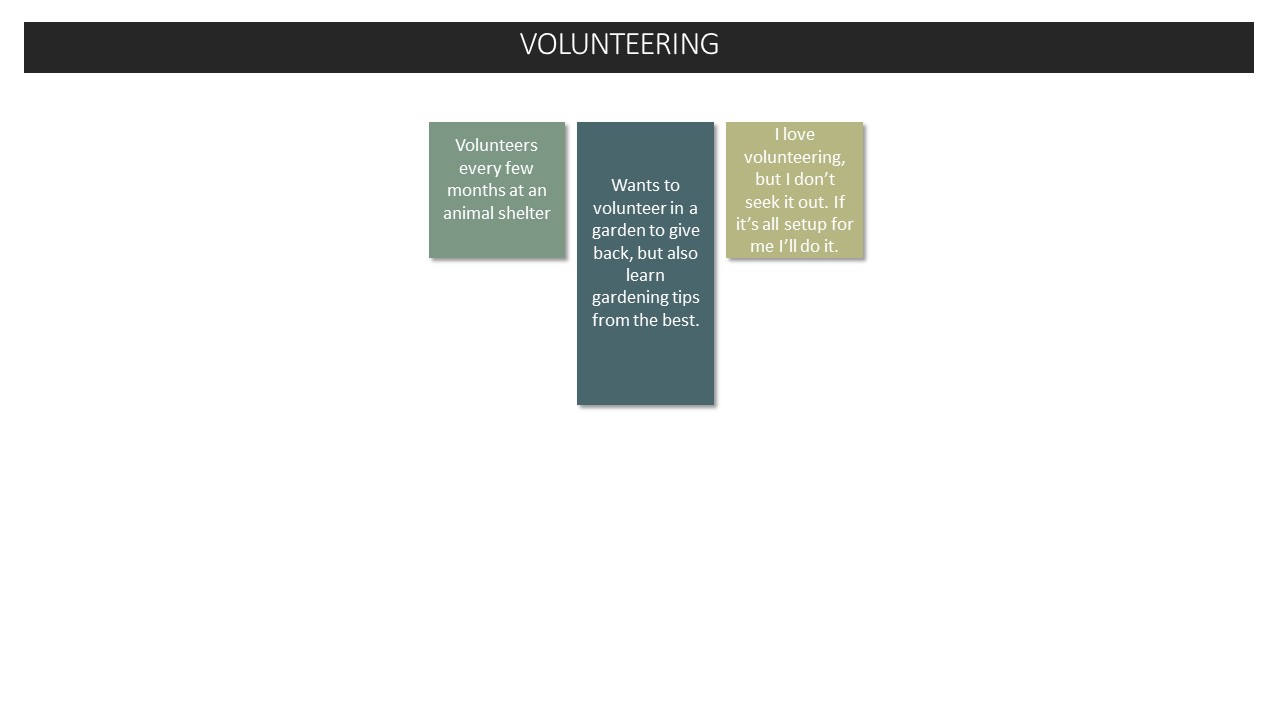 VOLUNTEERING
Volunteers
every few
months at an
animal shelter
Wants to
volunteer in a
garden to give
back, but also
learn
gardening tips
from the best.
I love
volunteering,
but I don’t
seek it out. If
it’s all setup for
me I’ll do it.